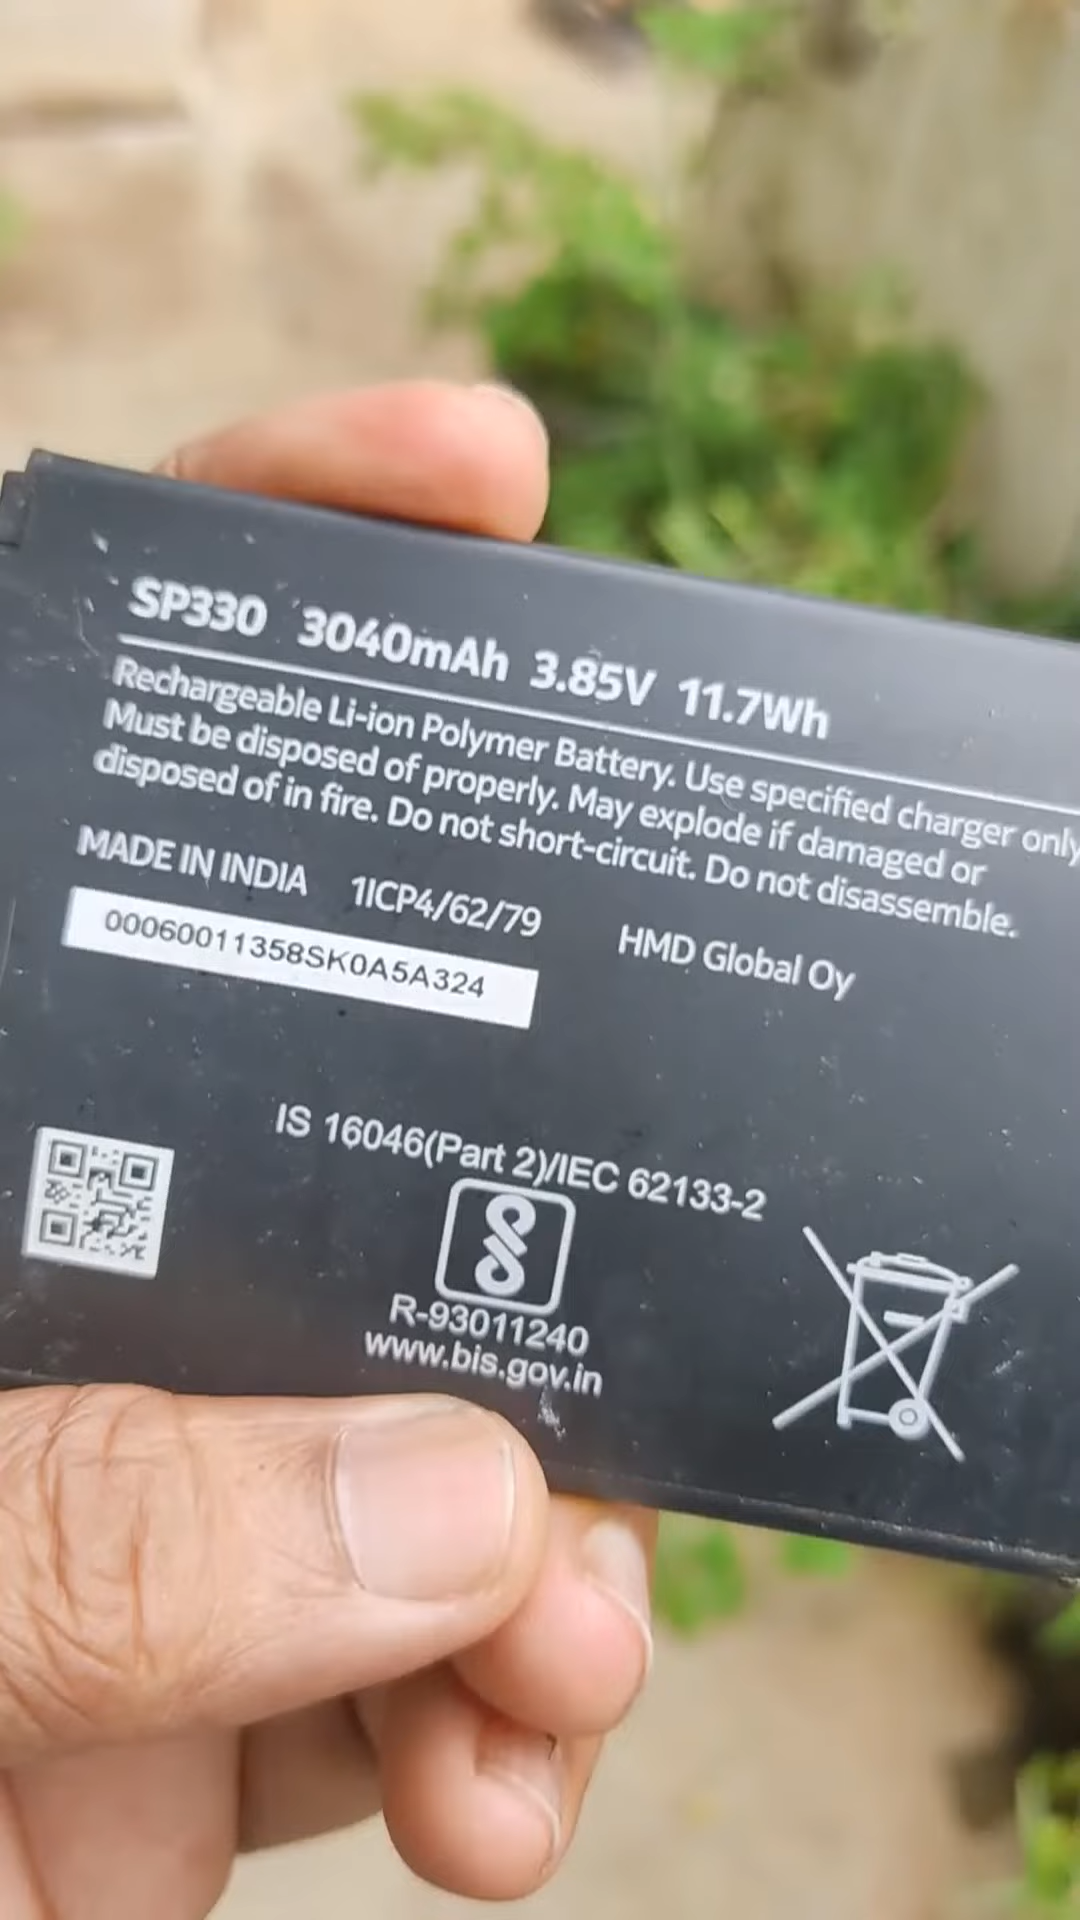 SP330 3040mAh 3.85V 11.7Wh
Rechargeable Li-ion Polymer Battery. Use specified charger only
Must be disposed of properly. May explode if damaged or
disposed of in fire. Do not short-circuit. Do not disassemble.
MADE IN INDIA 1ICP4/62/79 HMD Global Oy
00060011358SK0A5A324
IS 16046(Part 2)/IEC 62133-2
R-93011240
www.bis.gov.in